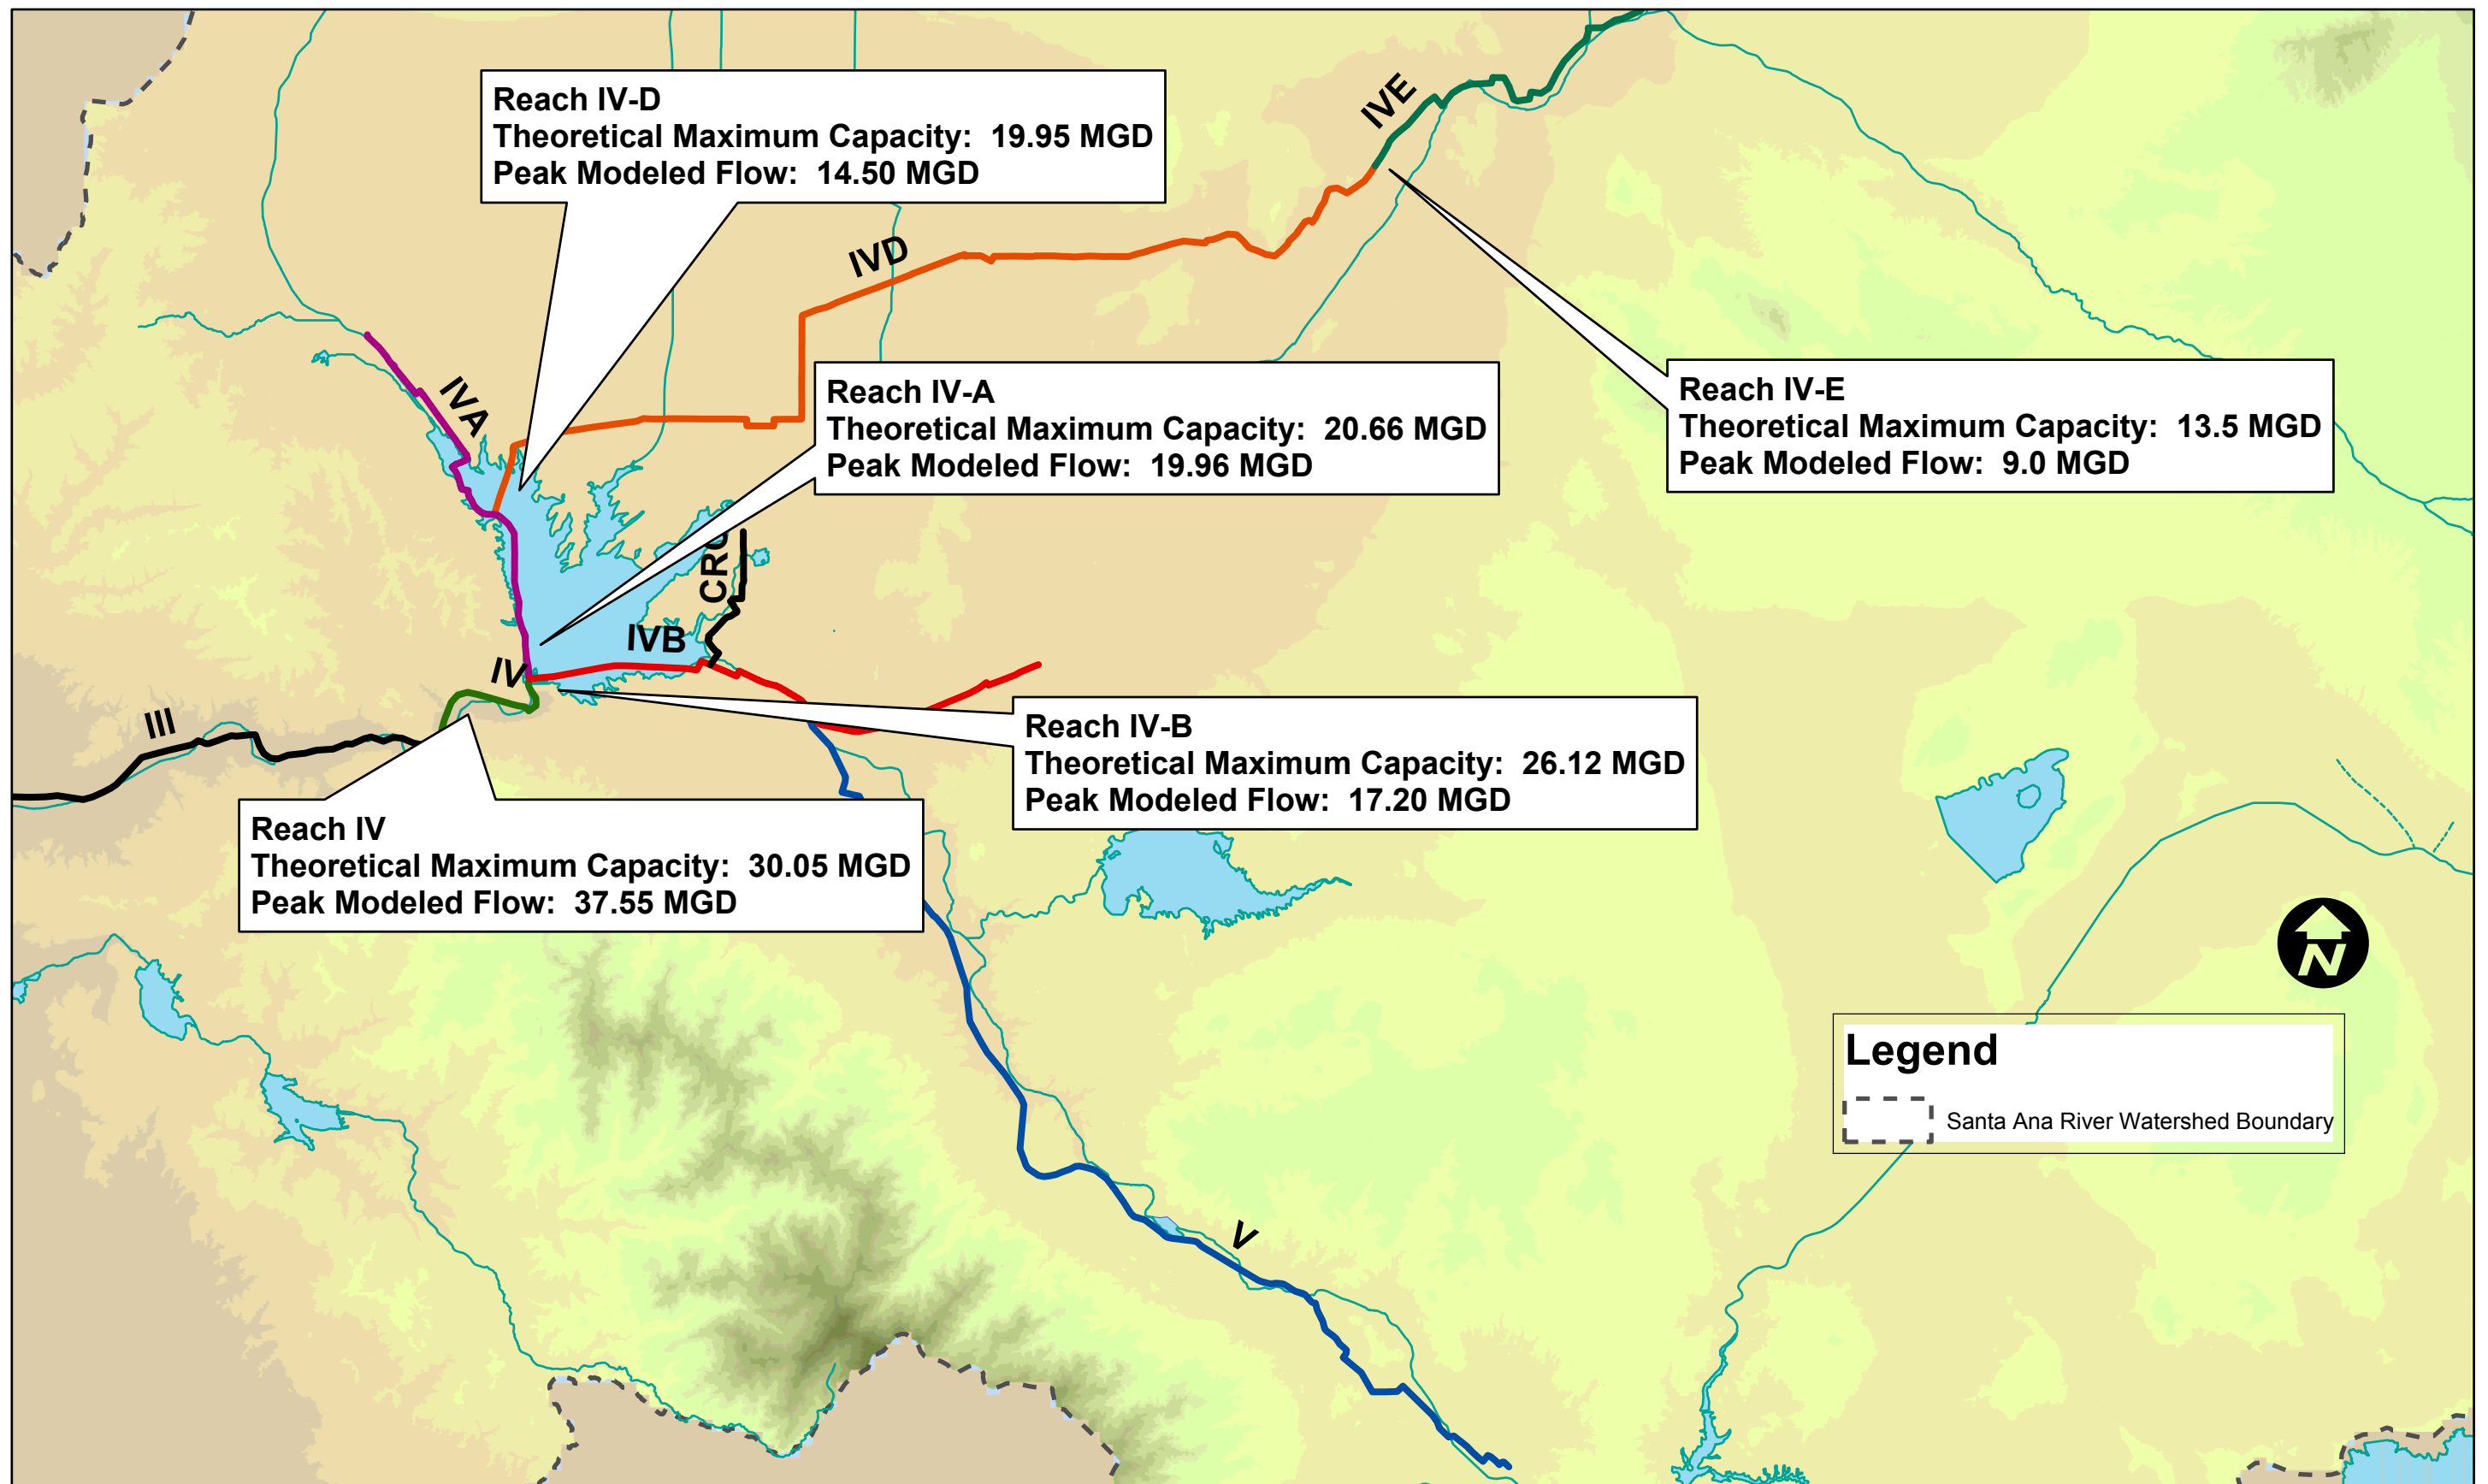 Reach IV-D
Theoretical Maximum Capacity: 19.95 MGD
Peak Modeled Flow: 14.50 MGD
IVE
IVD
Reach IV-A
Theoretical Maximum Capacity: 20.66 MGD
Peak Modeled Flow: 19.96 MGD
Reach IV-E
Theoretical Maximum Capacity: 13.5 MGD
Peak Modeled Flow: 9.0 MGD
IVA
IVB
IV
III
Reach IV-B
Theoretical Maximum Capacity: 26.12 MGD
Peak Modeled Flow: 17.20 MGD
Reach IV
Theoretical Maximum Capacity: 30.05 MGD
Peak Modeled Flow: 37.55 MGD
N
Legend
Santa Ana River Watershed Boundary
V